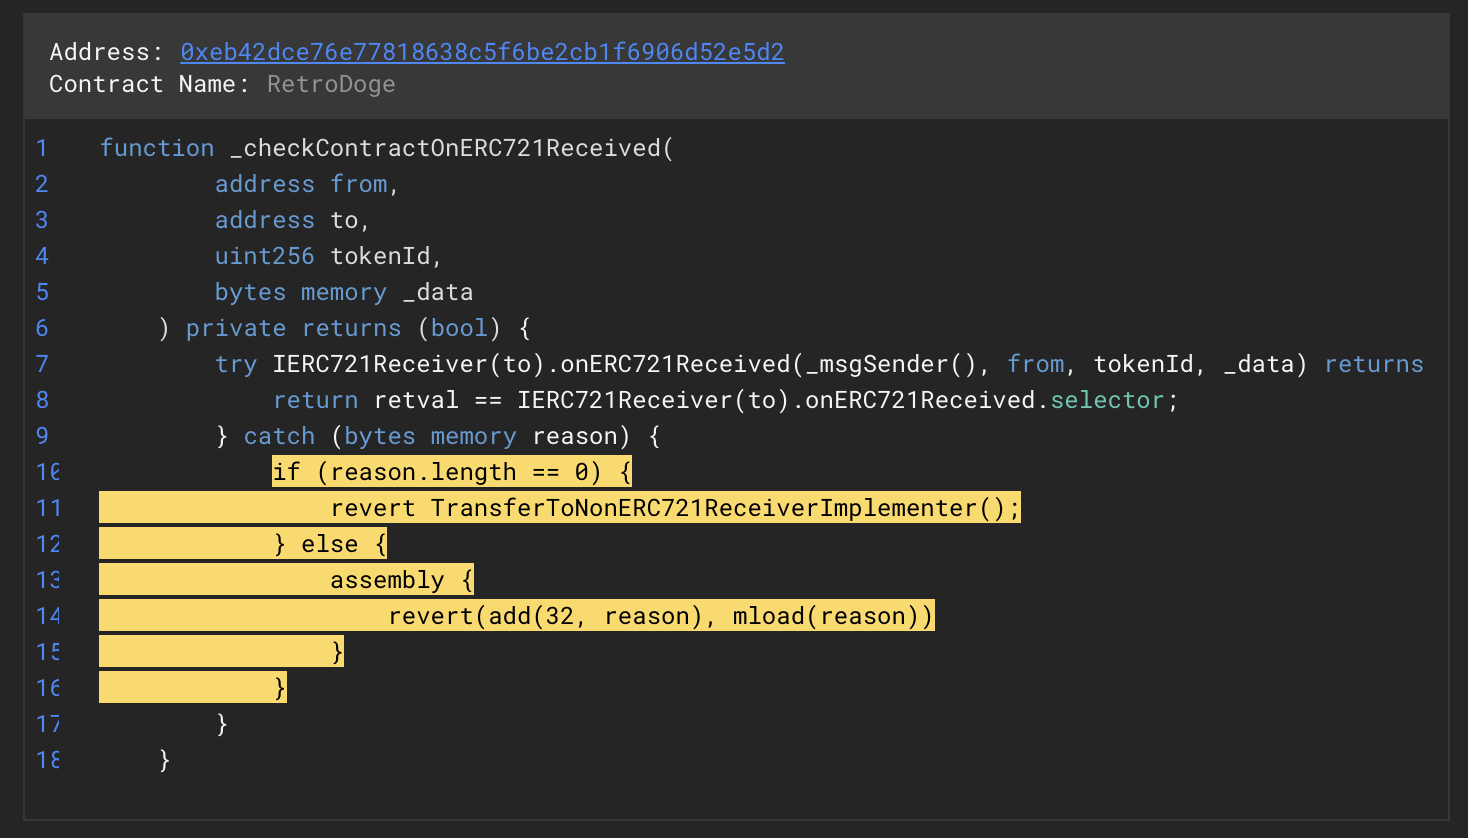 Address: 0xeb42dce76e77818638c5f6be2cb1f6906d52e5d2
Contract Name: RetroDoge
1 function _checkContractOnERC721Received(
2 address from,
3 address to,
4 uint256 tokenId,
5 bytes memory _data
6 ) private returns (bool) {
7 try IERC721Receiver(to).onERC721Received(_msgSender(), from, tokenId, _data) returns
8 return retval == IERC721Receiver(to).onERC721Received.selector;
9 } catch (bytes memory reason) {
10 if (reason.length == 0) {
11 revert TransferToNonERC721ReceiverImplementer();
12 } else {
13 assembly {
14 revert(add(32, reason), mload(reason))
15 }
16 }
17 }
18 }